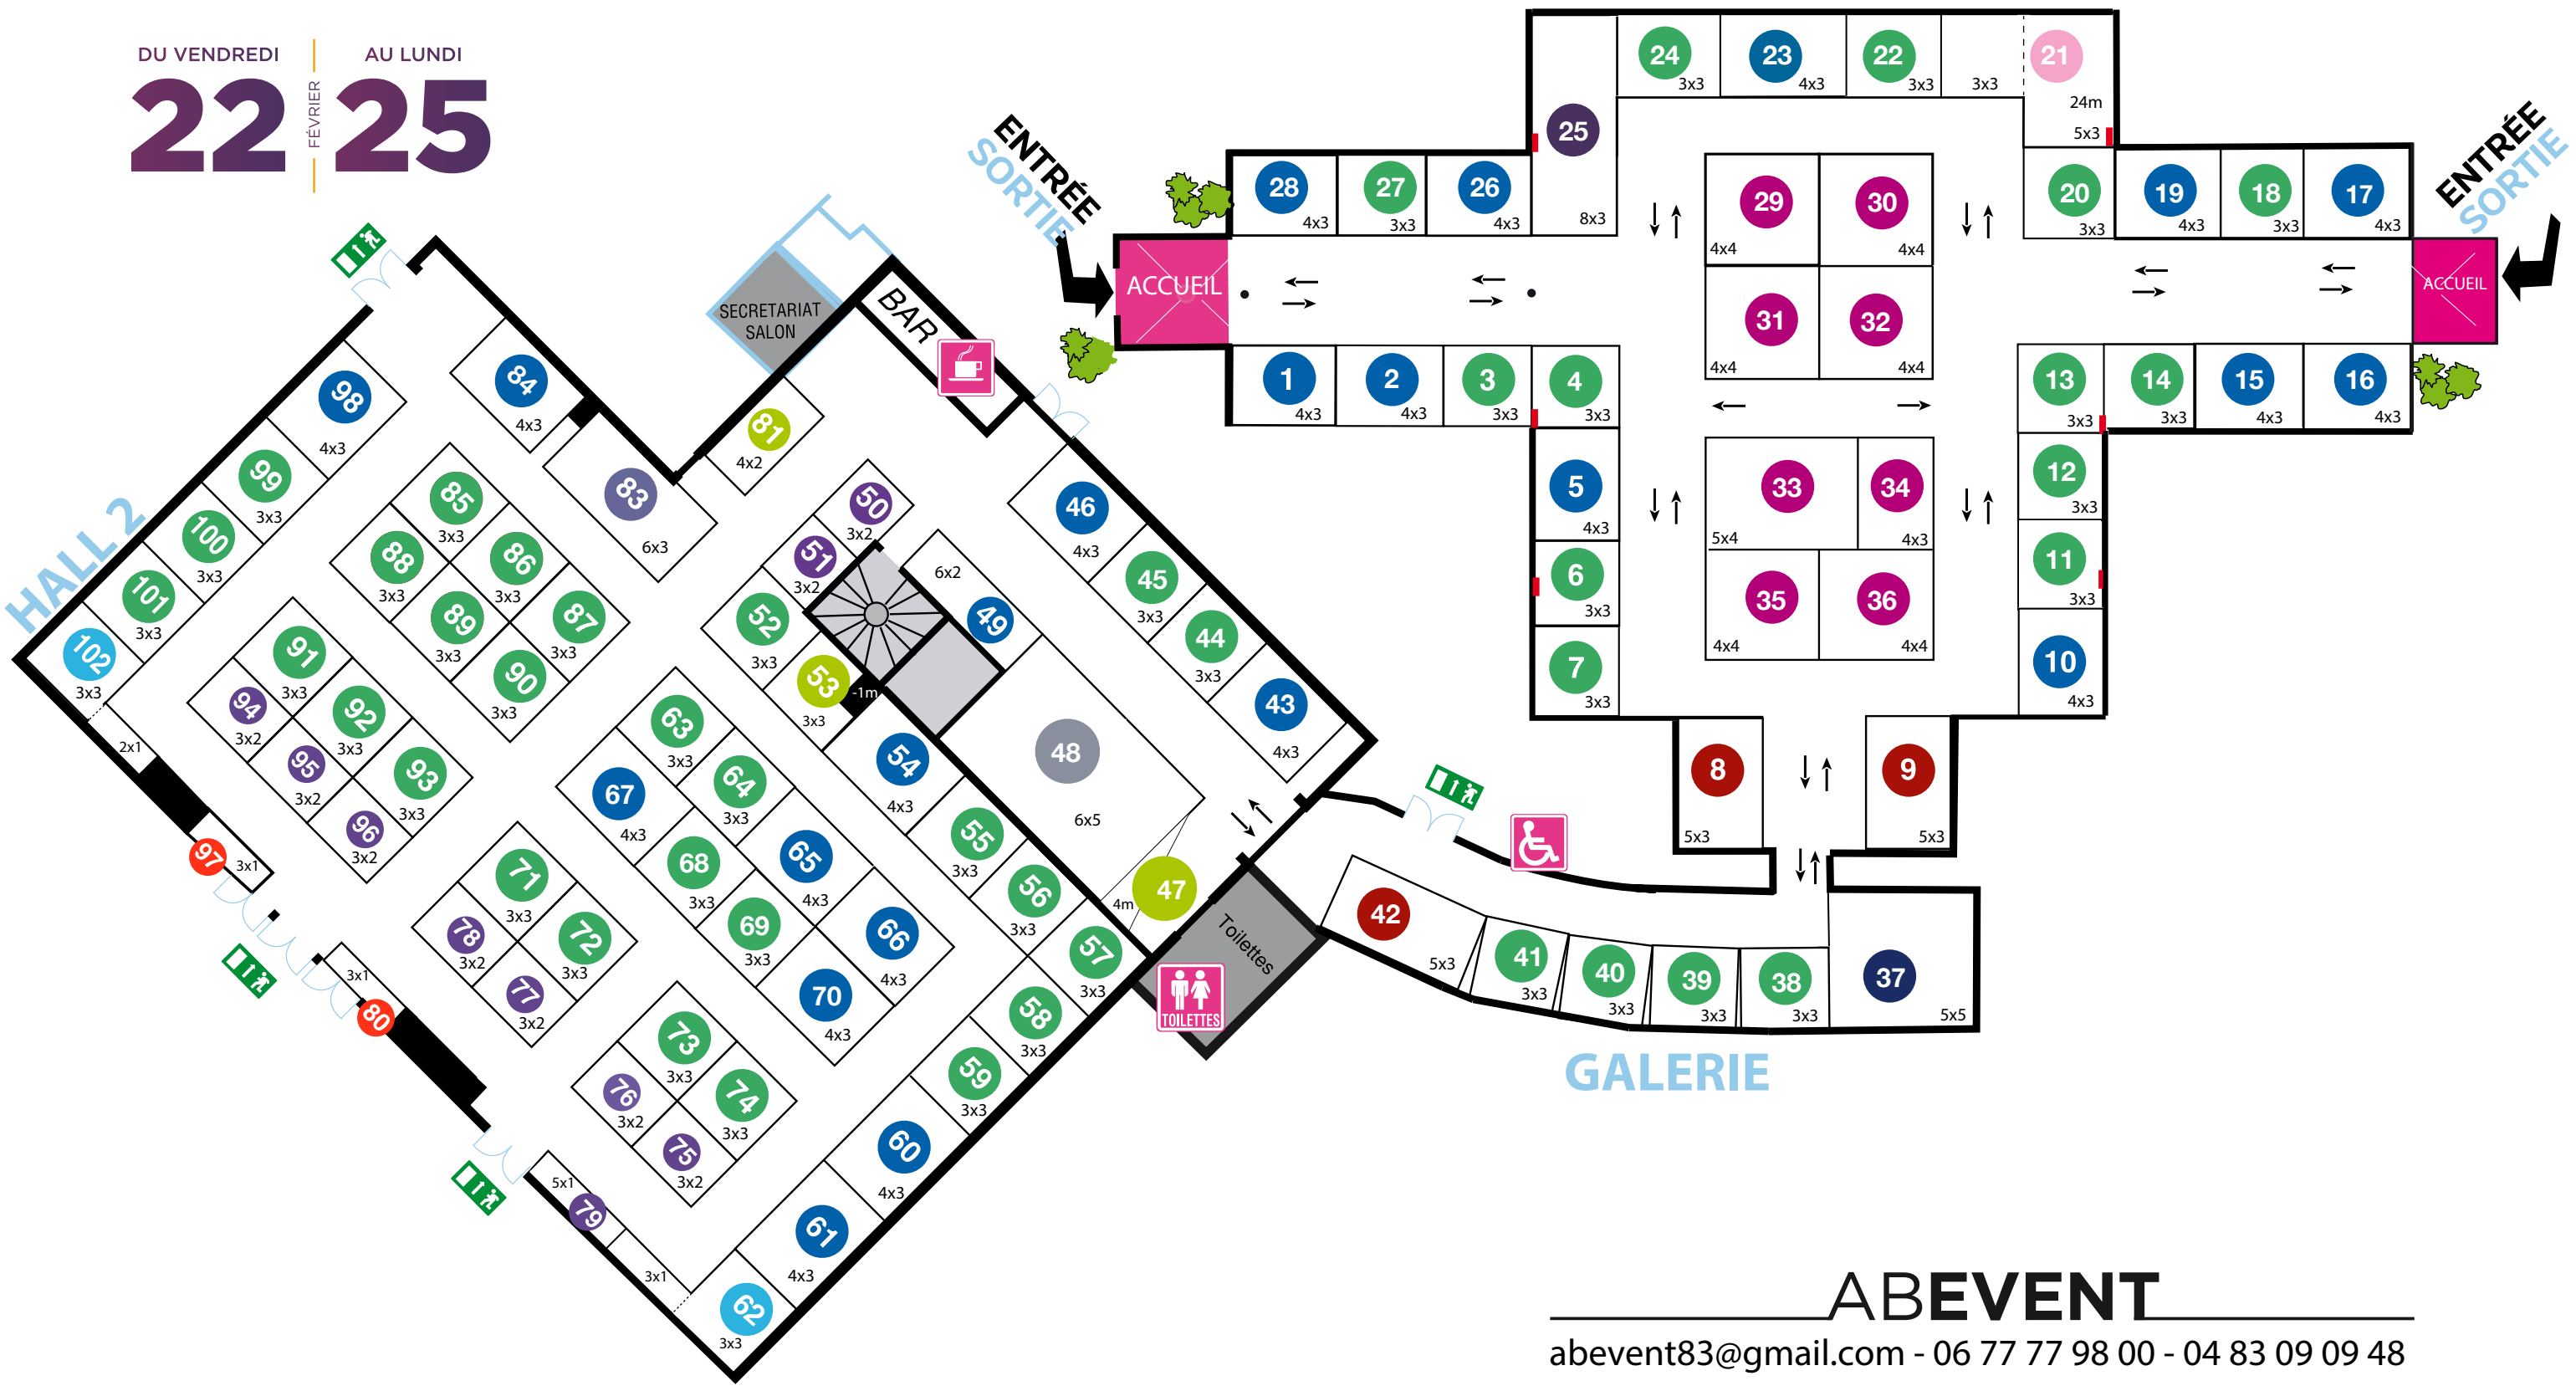 DU VENDREDI
22
FÉVRIER
AU LUNDI
25
ENTRÉE
SORTIE
ENTRÉE
SORTIE
24
3x3
23
4x3
22
3x3
3x3
21
24m
5x3
25
8x3
28
4x3
27
3x3
26
4x3
20
3x3
19
4x3
18
3x3
17
4x3
29
4x4
30
4x4
31
4x4
32
4x4
ACCUEIL
ACCUEIL
1
4x3
2
4x3
3
3x3
4
3x3
13
3x3
14
3x3
15
4x3
16
4x3
5
4x3
6
3x3
7
3x3
33
5x4
34
4x3
35
4x4
36
4x4
12
3x3
11
3x3
10
4x3
8
5x3
9
5x3
42
5x3
41
3x3
40
3x3
39
3x3
38
3x3
37
5x5
GALERIE
HALL 2
SECRETARIAT
SALON
BAR
98
4x3
99
3x3
100
3x3
101
3x3
102
3x3
2x1
84
4x3
83
6x3
81
4x2
85
3x3
86
3x3
87
3x3
88
3x3
89
3x3
90
3x3
91
3x3
92
3x3
93
3x3
94
3x2
95
3x2
96
3x2
97
3x1
50
3x2
51
3x2
52
3x3
53
3x3
-1m
6x2
49
48
6x5
47
4m
46
4x3
45
3x3
44
3x3
43
4x3
54
4x3
55
3x3
56
3x3
57
3x3
58
3x3
59
3x3
60
4x3
61
4x3
62
3x3
63
3x3
64
3x3
65
4x3
66
4x3
67
4x3
68
3x3
69
3x3
70
4x3
71
3x3
72
3x3
78
3x2
77
3x2
73
3x3
74
3x3
76
3x2
75
3x2
3x1
80
5x1
79
3x1
Toilettes
TOILETTES
ABEVENT
abevent83@gmail.com - 06 77 77 98 00 - 04 83 09 09 48